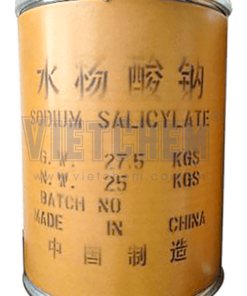 水杨酸钠
SODIUM SALICYLATE
VIETCHEM
G.W. 27.5 KGS
www.vietchem.com
N.W. 25 KGS
BATCH NO
MADE IN CHINA
中国制造